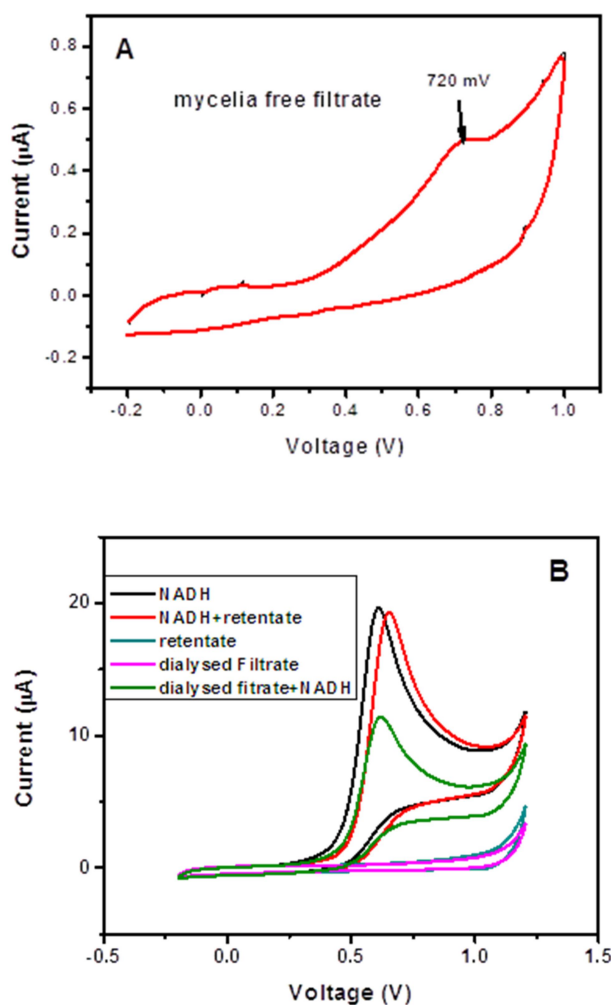 A
720 mV
mycelia free filtrate
0.8
0.6
0.4
0.2
0.0
-0.2
Current (µA)
-0.2 0.0 0.2 0.4 0.6 0.8 1.0
Voltage (V)
B
NADH
NADH+retentate
retentate
dialysed Filtrate
dialysed fitrate+NADH
20
10
0
Current (µA)
-0.5 0.0 0.5 1.0 1.5
Voltage (V)